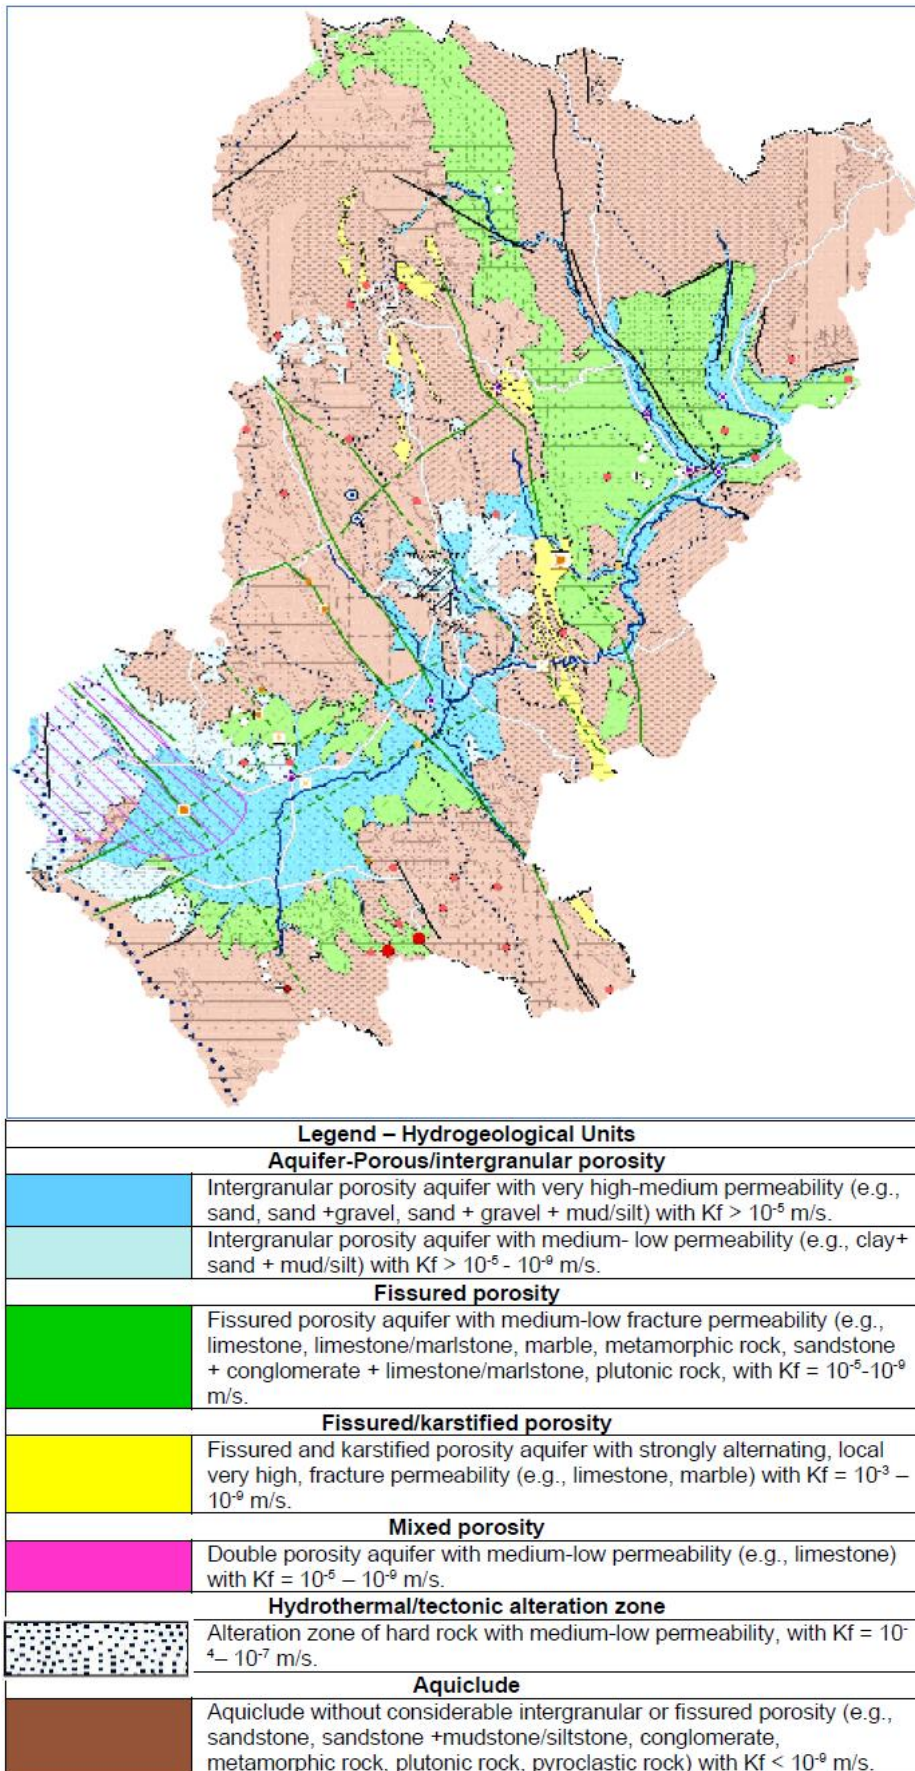 Legend – Hydrogeological Units
Aquifer-Porous/intergranular porosity
Intergranular porosity aquifer with very high-medium permeability (e.g.,
sand, sand +gravel, sand + gravel + mud/silt) with Kf > 10⁻⁵ m/s.
Intergranular porosity aquifer with medium- low permeability (e.g., clay+
sand + mud/silt) with Kf > 10⁻⁵ - 10⁻⁹ m/s.
Fissured porosity
Fissured porosity aquifer with medium-low fracture permeability (e.g.,
limestone, limestone/marlstone, marble, metamorphic rock, sandstone
+ conglomerate + limestone/marlstone, plutonic rock, with Kf = 10⁻⁵-10⁻⁹
m/s.
Fissured/karstified porosity
Fissured and karstified porosity aquifer with strongly alternating, local
very high, fracture permeability (e.g., limestone, marble) with Kf = 10⁻³ –
10⁻⁹ m/s.
Mixed porosity
Double porosity aquifer with medium-low permeability (e.g., limestone)
with Kf = 10⁻⁵ – 10⁻⁹ m/s.
Hydrothermal/tectonic alteration zone
Alteration zone of hard rock with medium-low permeability, with Kf = 10⁻
⁴– 10⁻⁷ m/s.
Aquiclude
Aquiclude without considerable intergranular or fissured porosity (e.g.,
sandstone, sandstone +mudstone/siltstone, conglomerate,
metamorphic rock, plutonic rock, pyroclastic rock) with Kf < 10⁻⁹ m/s.